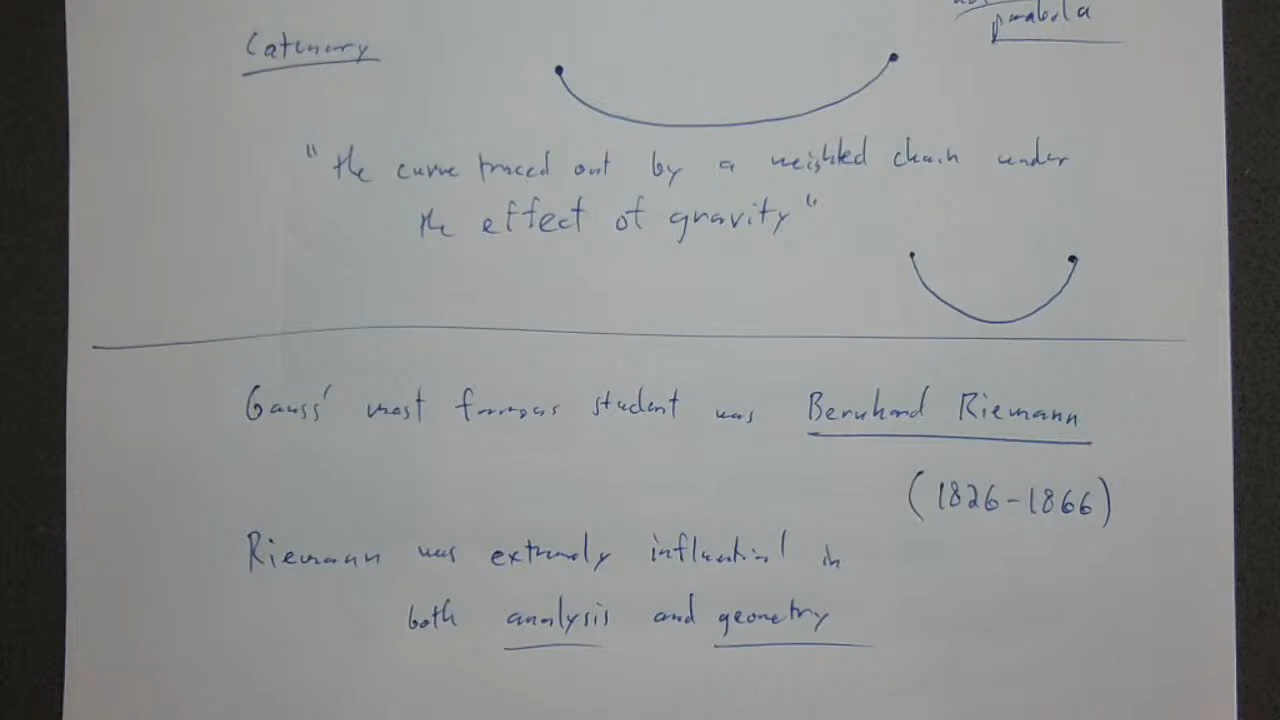 parabola
Catenary
"the curve traced out by a weighted chain under
the effect of gravity"
Gauss' most famous student was Bernhard Riemann
(1826-1866)
Riemann was extremely influential in
both analysis and geometry